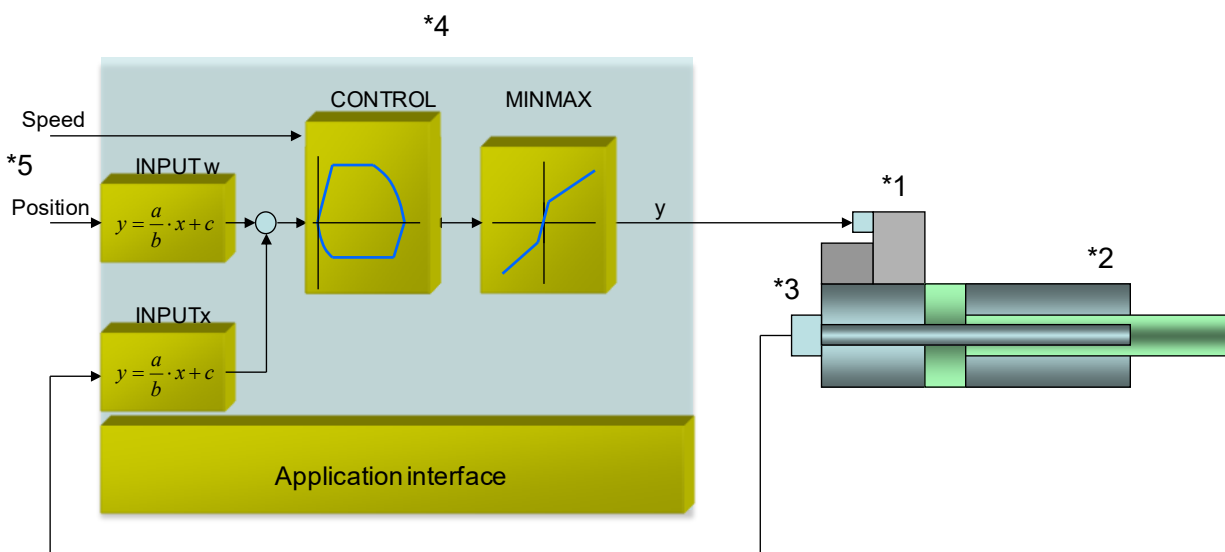 *4
CONTROL
MINMAX
Speed
*5
INPUT w
*1
Position
y = a/b · x + c
y
*2
*3
INPUTx
y = a/b · x + c
Application interface